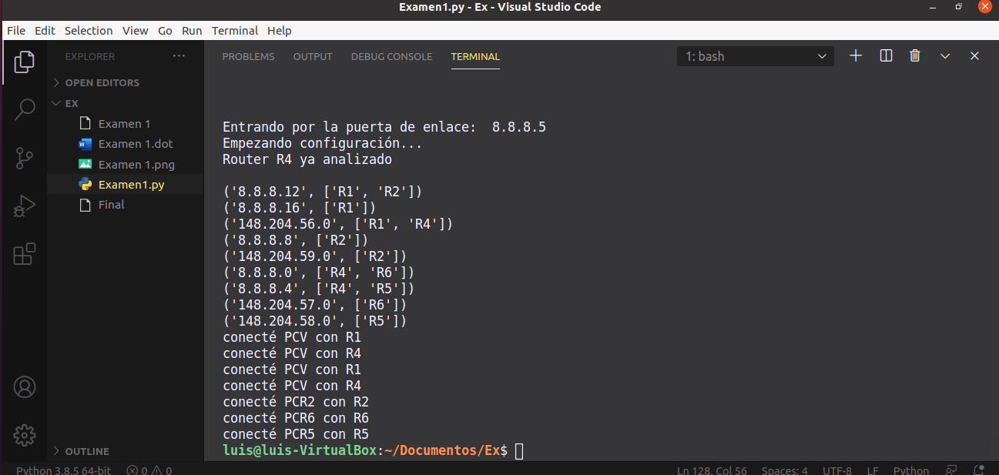 Examen1.py - Ex - Visual Studio Code
File Edit Selection View Go Run Terminal Help
EXPLORER
OPEN EDITORS
EX
Examen 1
Examen 1.dot
Examen 1.png
Examen1.py
Final
OUTLINE
PROBLEMS OUTPUT DEBUG CONSOLE TERMINAL
1: bash
Entrando por la puerta de enlace:  8.8.8.5
Empezando configuración...
Router R4 ya analizado
('8.8.8.12', ['R1', 'R2'])
('8.8.8.16', ['R1'])
('148.204.56.0', ['R1', 'R4'])
('8.8.8.8', ['R2'])
('148.204.59.0', ['R2'])
('8.8.8.0', ['R4', 'R6'])
('8.8.8.4', ['R4', 'R5'])
('148.204.57.0', ['R6'])
('148.204.58.0', ['R5'])
conecté PCV con R1
conecté PCV con R4
conecté PCV con R1
conecté PCV con R4
conecté PCR2 con R2
conecté PCR6 con R6
conecté PCR5 con R5
luis@luis-VirtualBox:~/Documentos/Ex$
Python 3.8.5 64-bit 0 0 Ln 128, Col 56 Spaces: 4 UTF-8 LF Python